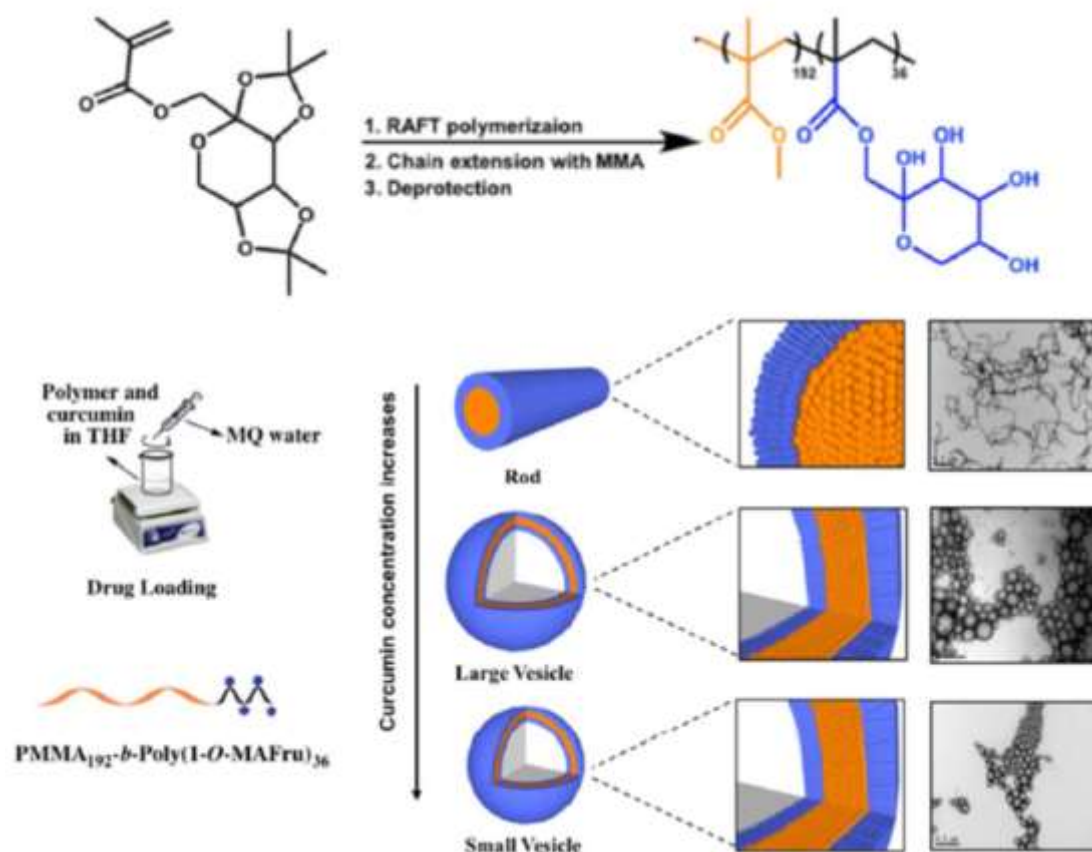 O
O
O
O
O
O
O
1. RAFT polymerizaion
2. Chain extension with MMA
3. Deprotection
192
36
O
O
O
O
OH
OH
OH
O
OH
OH
Polymer and
curcumin
in THF
MQ water
Drug Loading
PMMA192-b-Poly(1-O-MAFru)36
Curcumin concentration increases
Rod
Large Vesicle
Small Vesicle